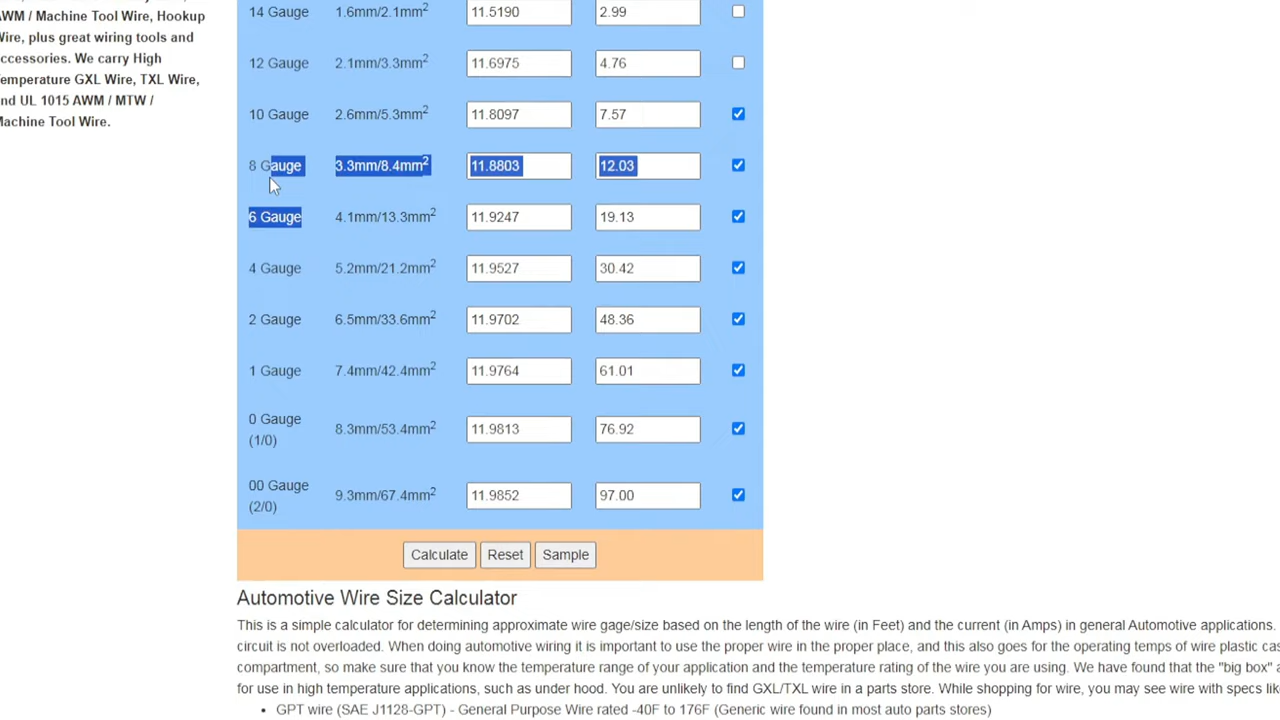 AWM / Machine Tool Wire, Hookup
Wire, plus great wiring tools and
accessories. We carry High
Temperature GXL Wire, TXL Wire,
and UL 1015 AWM / MTW /
Machine Tool Wire.
14 Gauge 1.6mm/2.1mm2 11.5190 2.99
12 Gauge 2.1mm/3.3mm2 11.6975 4.76
10 Gauge 2.6mm/5.3mm2 11.8097 7.57
8 Gauge 3.3mm/8.4mm2 11.8803 12.03
6 Gauge 4.1mm/13.3mm2 11.9247 19.13
4 Gauge 5.2mm/21.2mm2 11.9527 30.42
2 Gauge 6.5mm/33.6mm2 11.9702 48.36
1 Gauge 7.4mm/42.4mm2 11.9764 61.01
0 Gauge (1/0) 8.3mm/53.4mm2 11.9813 76.92
00 Gauge (2/0) 9.3mm/67.4mm2 11.9852 97.00
Calculate Reset Sample
Automotive Wire Size Calculator
This is a simple calculator for determining approximate wire gage/size based on the length of the wire (in Feet) and the current (in Amps) in general Automotive applications.
circuit is not overloaded. When doing automotive wiring it is important to use the proper wire in the proper place, and this also goes for the operating temps of wire plastic cas
compartment, so make sure that you know the temperature range of your application and the temperature rating of the wire you are using. We have found that the "big box" a
for use in high temperature applications, such as under hood. You are unlikely to find GXL/TXL wire in a parts store. While shopping for wire, you may see wire with specs lik
• GPT wire (SAE J1128-GPT) - General Purpose Wire rated -40F to 176F (Generic wire found in most auto parts stores)